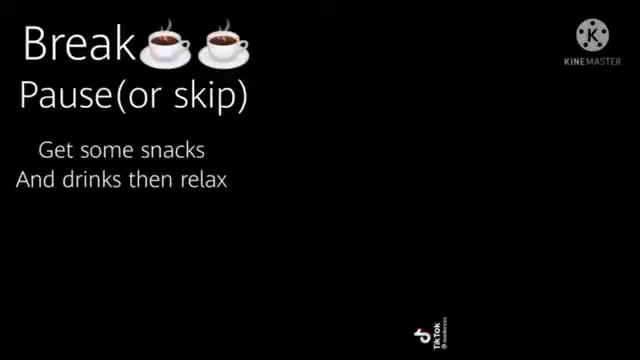 Break☕☕
Pause(or skip)
Get some snacks
And drinks then relax
K
KINEMASTER
TikTok